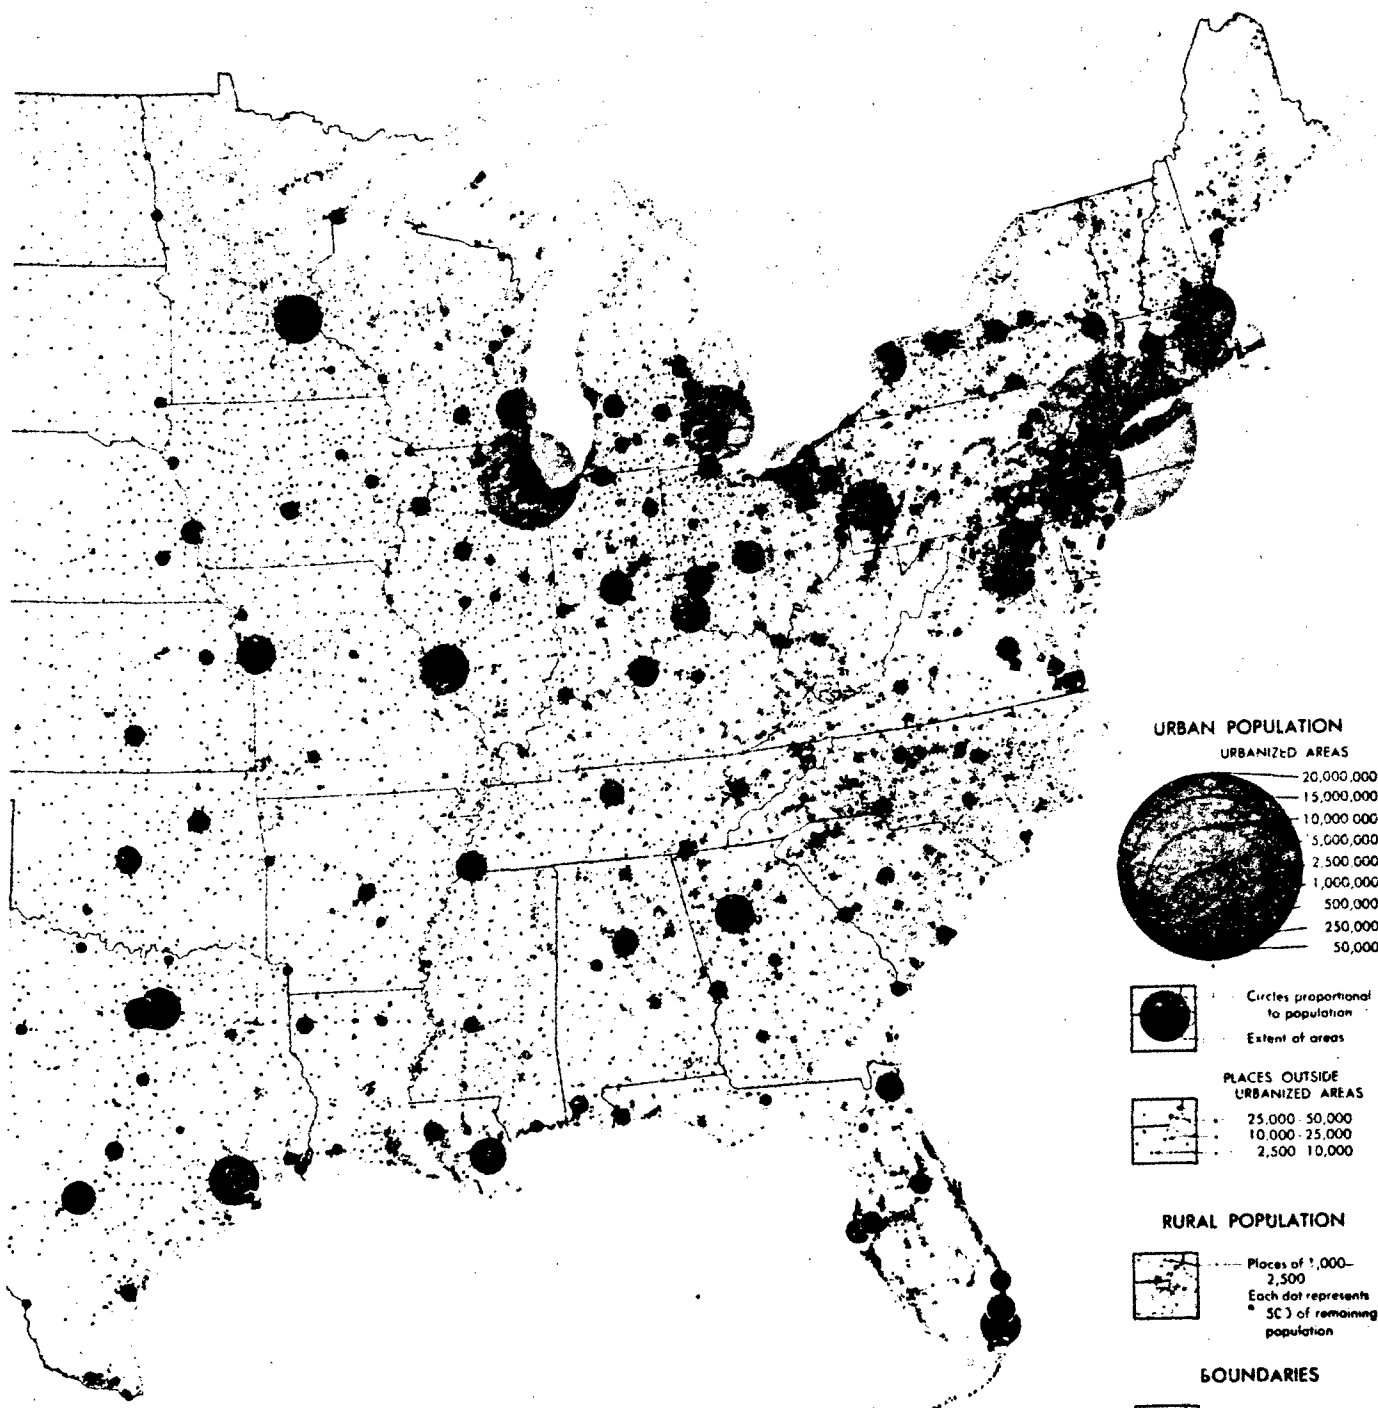 URBAN POPULATION
URBANIZED AREAS
20,000,000
15,000,000
10,000 000
5,000,000
2,500 000
1,000,000
500,000
250,000
50,000
Circles proportional
to population
Extent of areas
PLACES OUTSIDE
URBANIZED AREAS
25,000-50,000
10,000-25,000
2,500 10,000
RURAL POPULATION
Places of 1,000–
2,500
Each dot represents
of remaining
population
BOUNDARIES